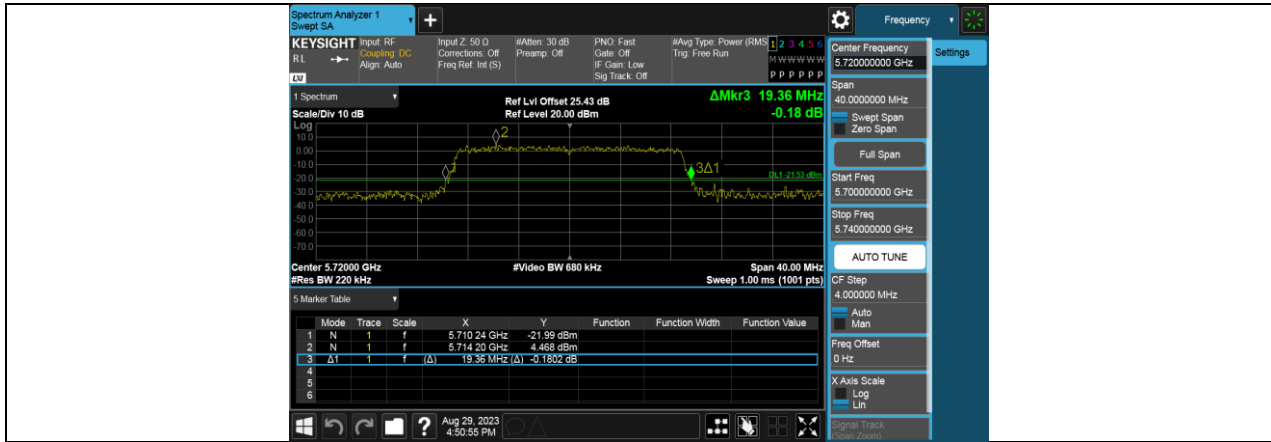 Spectrum Analyzer 1
Swept SA
+
Frequency
KEYSIGHT
RL
LXI
Input: RF
Coupling: DC
Align: Auto
Input Z: 50 Ω
Corrections: Off
Freq Ref: Int (S)
#Atten: 30 dB
Preamp: Off
PNO: Fast
Gate: Off
IF Gain: Low
Sig Track: Off
#Avg Type: Power (RMS
Trig: Free Run
1 2 3 4 5 6
M W W W W W
P P P P P P
1 Spectrum
Scale/Div 10 dB
Ref Lvl Offset 25.43 dB
Ref Level 20.00 dBm
ΔMkr3 19.36 MHz
-0.18 dB
Log
10.0
0.00
-10.0
-20.0
-30.0
-40.0
-50.0
-60.0
-70.0
2
3Δ1
DL1 -21.53 dBm
Center 5.72000 GHz
#Res BW 220 kHz
#Video BW 680 kHz
Span 40.00 MHz
Sweep 1.00 ms (1001 pts)
5 Marker Table
Mode Trace Scale X Y Function Function Width Function Value
1 N 1 f 5.710 24 GHz -21.99 dBm
2 N 1 f 5.714 20 GHz 4.468 dBm
3 Δ1 1 f (Δ) 19.36 MHz (Δ) -0.1802 dB
4
5
6
?
Aug 29, 2023
4:50:55 PM
Center Frequency
5.720000000 GHz
Settings
Span
40.0000000 MHz
Swept Span
Zero Span
Full Span
Start Freq
5.700000000 GHz
Stop Freq
5.740000000 GHz
AUTO TUNE
CF Step
4.000000 MHz
Auto
Man
Freq Offset
0 Hz
X Axis Scale
Log
Lin
Signal Track
(Span Zoom)